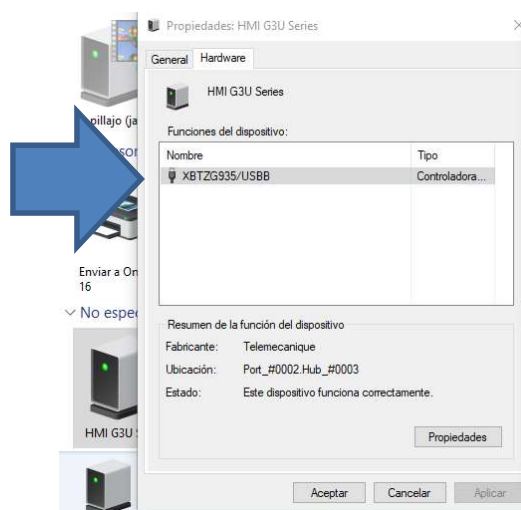 Propiedades: HMI G3U Series
General Hardware
HMI G3U Series
pillajo (ja
Funciones del dispositivo:
Nombre Tipo
XBTZG935/USBB Controladora...
Enviar a On
16
No espe
Resumen de la función del dispositivo
Fabricante: Telemecanique
Ubicación: Port_#0002.Hub_#0003
Estado: Este dispositivo funciona correctamente.
HMI G3U
Propiedades
Aceptar Cancelar Aplicar